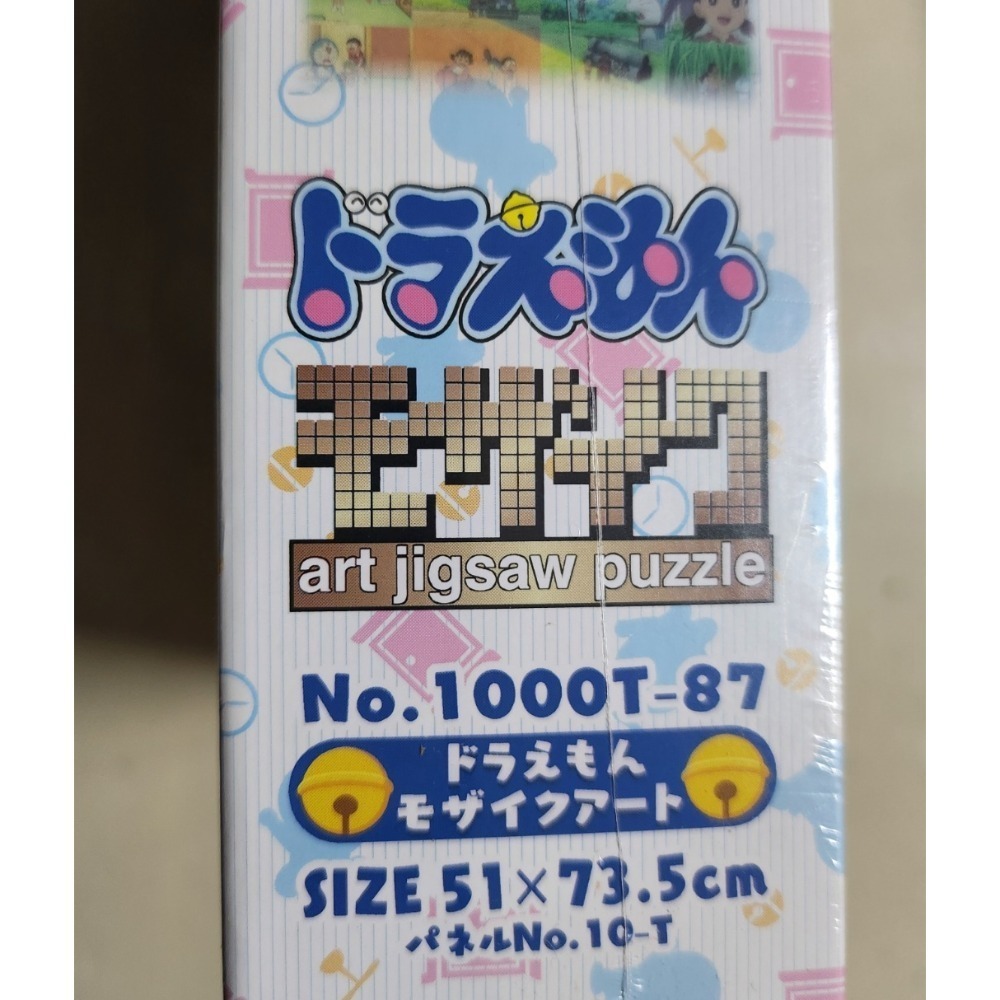 ドラえもん
モザイク
art jigsaw puzzle
No.1000T-87
ドラえもん
モザイクアート
SIZE 51×73.5cm
パネルNo.10-T